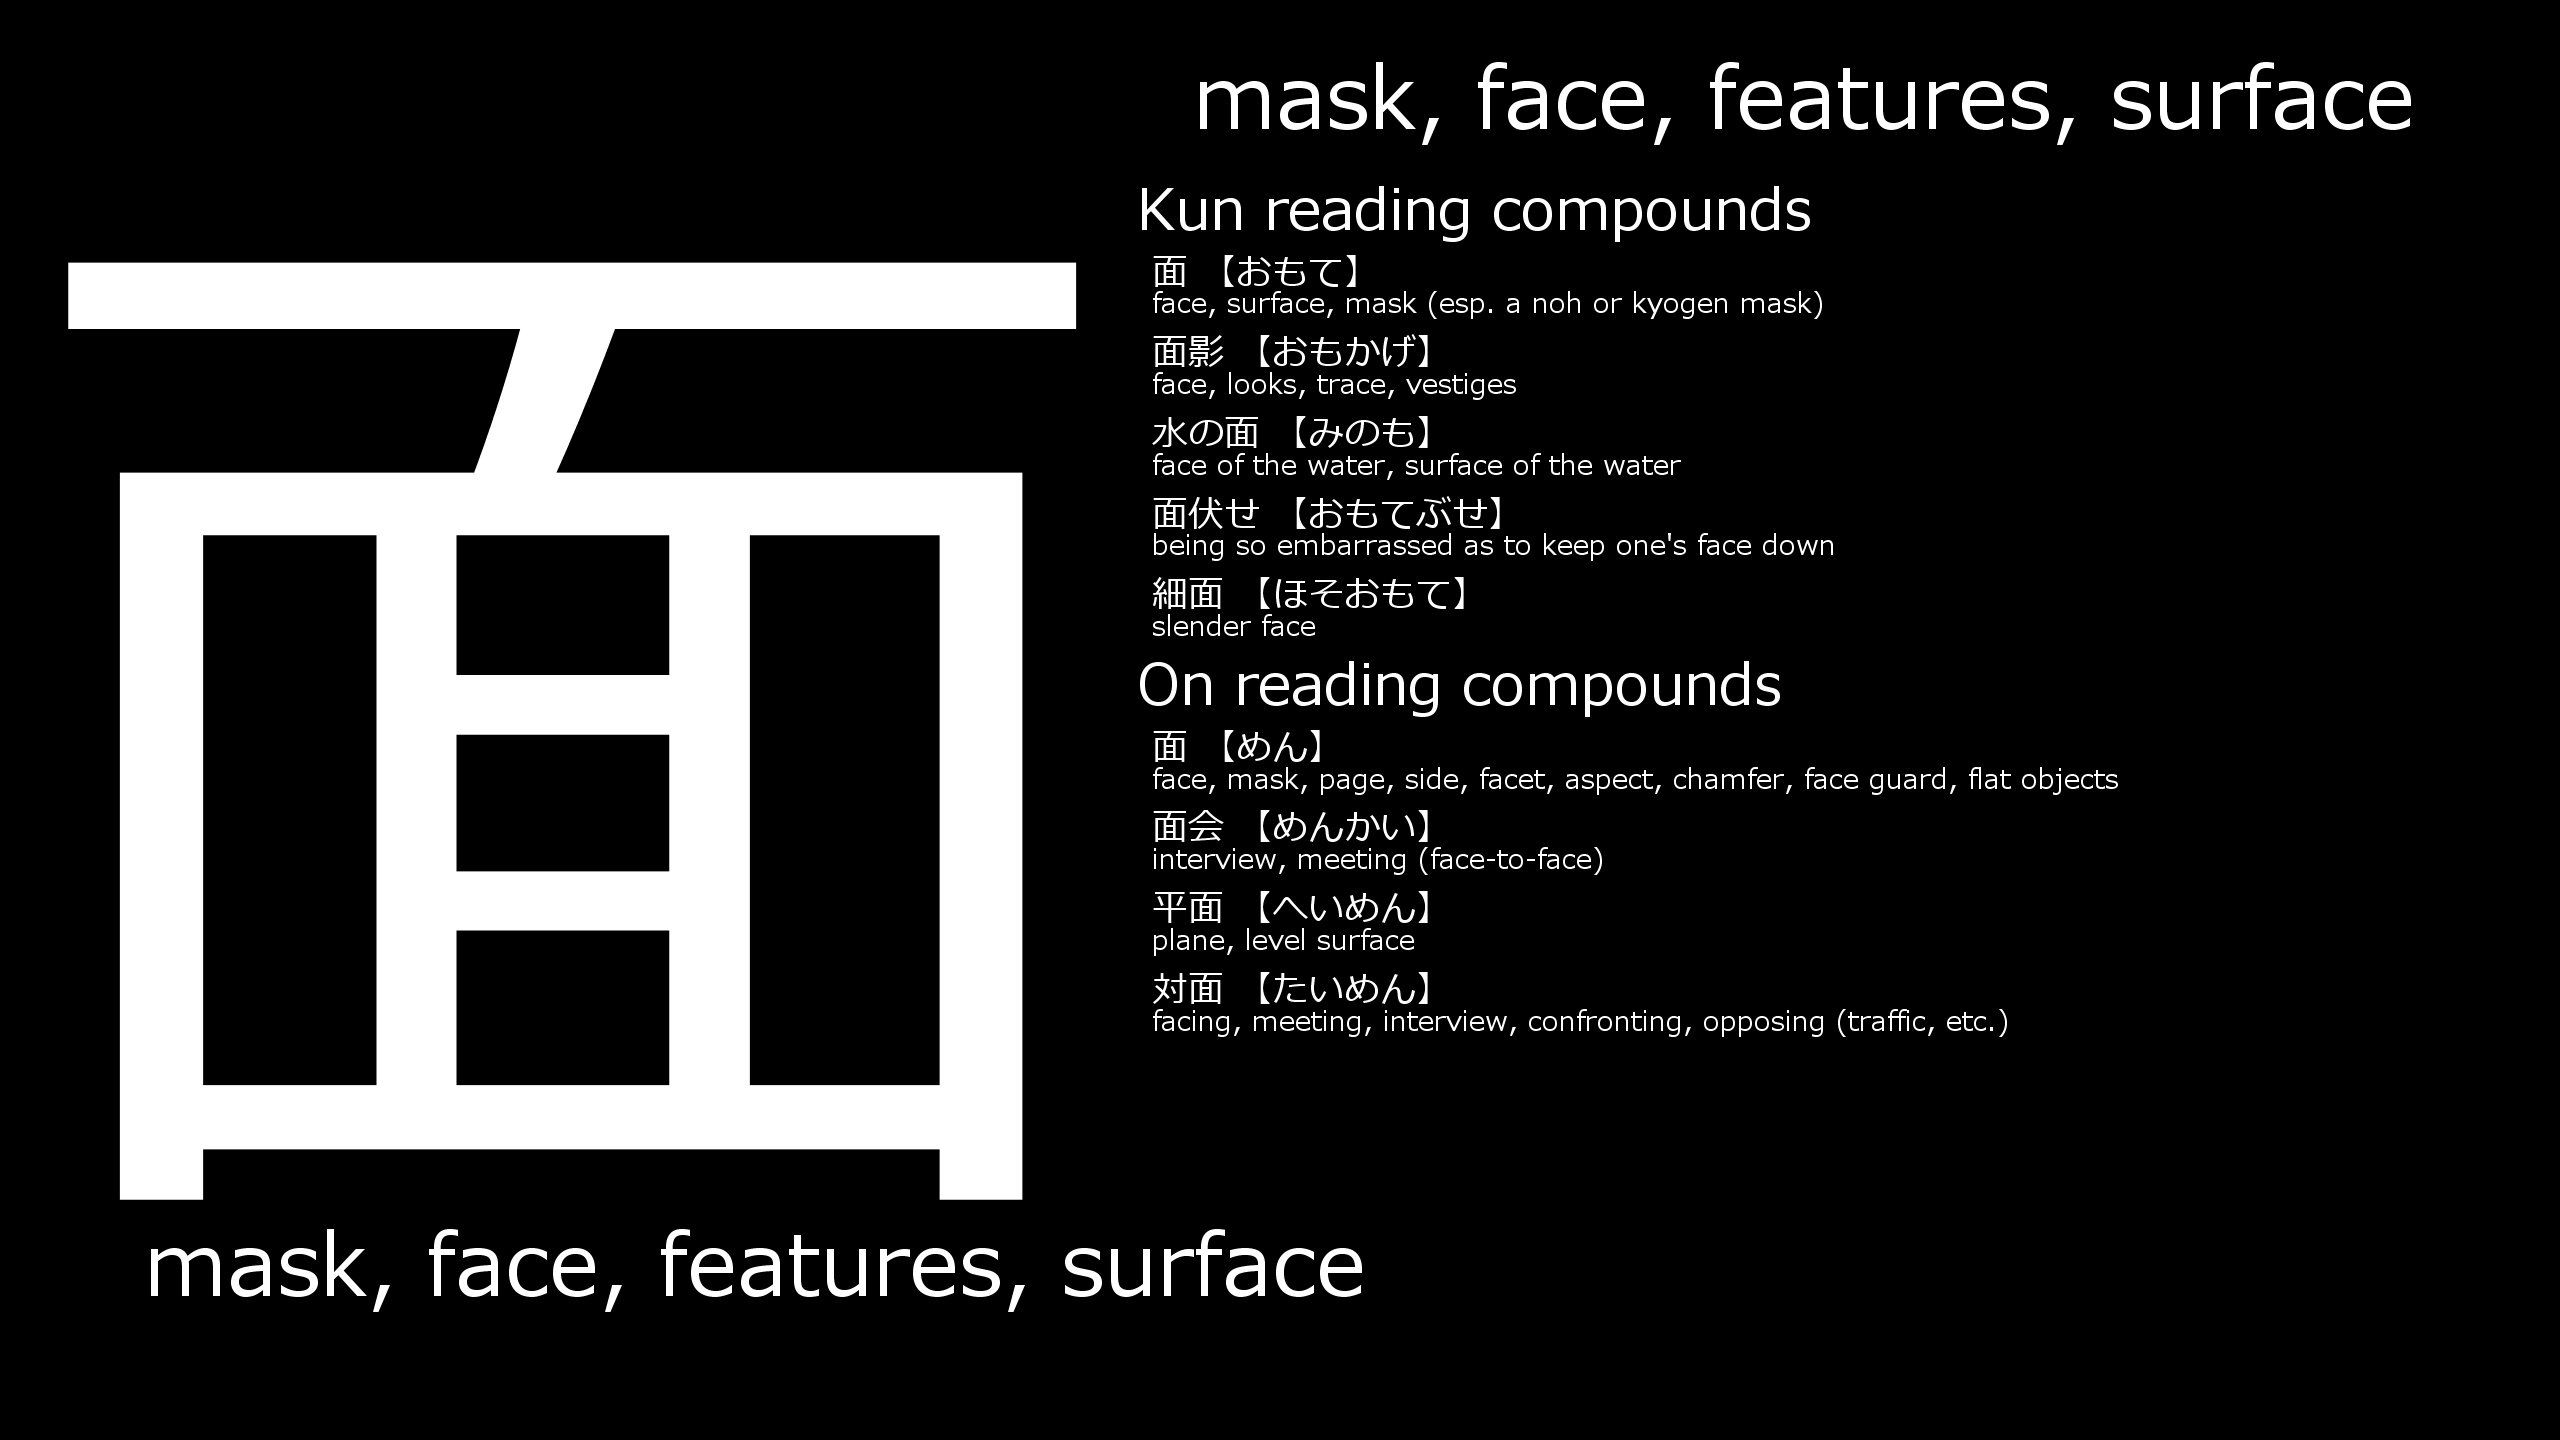 面
mask, face, features, surface
mask, face, features, surface
Kun reading compounds
面 【おもて】
face, surface, mask (esp. a noh or kyogen mask)
面影 【おもかげ】
face, looks, trace, vestiges
水の面 【みのも】
face of the water, surface of the water
面伏せ 【おもてぶせ】
being so embarrassed as to keep one's face down
細面 【ほそおもて】
slender face
On reading compounds
面 【めん】
face, mask, page, side, facet, aspect, chamfer, face guard, flat objects
面会 【めんかい】
interview, meeting (face-to-face)
平面 【へいめん】
plane, level surface
対面 【たいめん】
facing, meeting, interview, confronting, opposing (traffic, etc.)